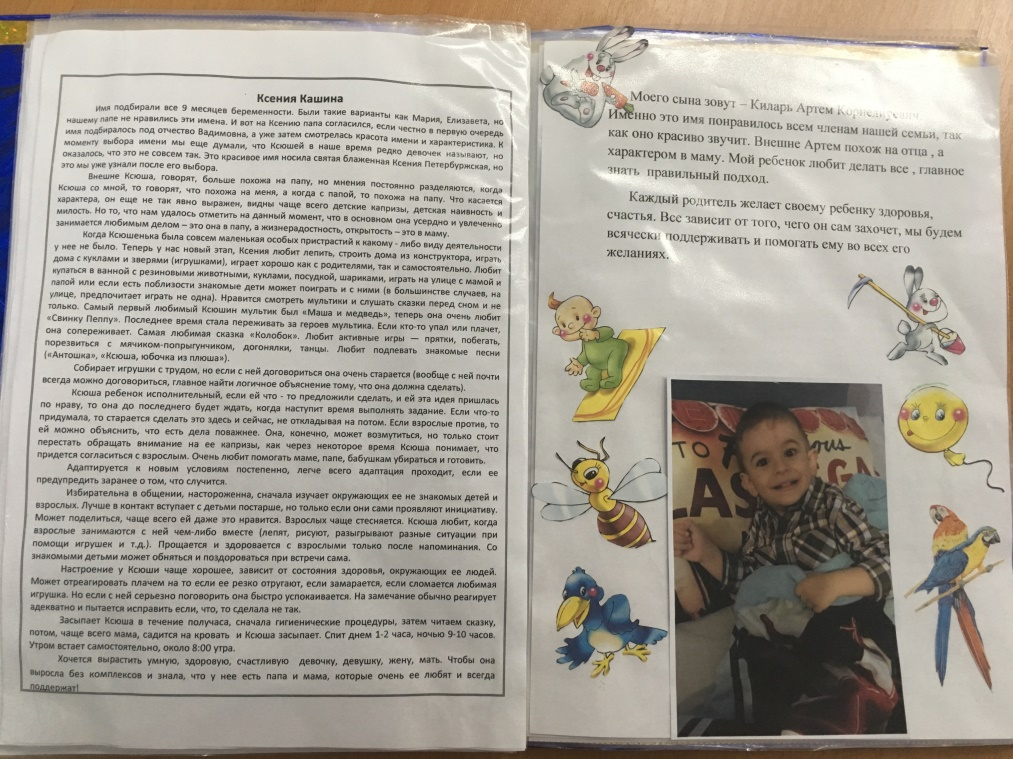 Ксения Кашина
Имя подбирали все 9 месяцев беременности. Были такие варианты как Мария, Елизавета, но
нашему папе не нравились эти имена. И вот на Ксению папа согласился, если честно в первую очередь
имя подбиралось под отчество Вадимовна, а уже затем смотрелась красота имени и характеристика. К
моменту выбора имени мы еще думали, что Ксюшей в наше время редко девочек называют, но
оказалось, что это не совсем так. Это красивое имя носила святая блаженная Ксения Петербуржская, но
это мы уже узнали после его выбора.
Внешне Ксюша, говорят, больше похожа на папу, но мнения постоянно разделяются, когда
Ксюша со мной, то говорят, что похожа на меня, а когда с папой, то похожа на папу. Что касается
характера, он еще не так явно выражен, видны чаще всего детские капризы, детская наивность и
милость. Но то, что нам удалось отметить на данный момент, что в основном она усердно и увлеченно
занимается любимым делом – это она в папу, а жизнерадостность, открытость – это в маму.
Когда Ксюшенька была совсем маленькая особых пристрастий к какому - либо виду деятельности
у нее не было. Теперь у нас новый этап, Ксения любит лепить, строить дома из конструктора, играть
дома с куклами и зверями (игрушками), играет хорошо как с родителями, так и самостоятельно. Любит
купаться в ванной с резиновыми животными, куклами, посудкой, шариками, играть на улице с мамой и
папой или если есть поблизости знакомые дети может поиграть и с ними (в большинстве случаев, на
улице, предпочитает играть не одна). Нравится смотреть мультики и слушать сказки перед сном и не
только. Самый первый любимый Ксюшин мультик был «Маша и медведь», теперь она очень любит
«Свинку Пеппу». Последнее время стала переживать за героев мультика. Если кто-то упал или плачет,
она сопереживает. Самая любимая сказка «Колобок». Любит активные игры — прятки, побегать,
порезвиться с мячиком-попрыгунчиком, догонялки, танцы. Любит подпевать знакомые песни
(«Антошка», «Ксюша, юбочка из плюша»).
Собирает игрушки с трудом, но если с ней договориться она очень старается (вообще с ней почти
всегда можно договориться, главное найти логичное объяснение тому, что она должна сделать).
Ксюша ребенок исполнительный, если ей что - то предложили сделать, и ей эта идея пришлась
по нраву, то она до последнего будет ждать, когда наступит время выполнять задание. Если что-то
придумала, то старается сделать это здесь и сейчас, не откладывая на потом. Если взрослые против, то
ей можно объяснить, что есть дела поважнее. Она, конечно, может возмутиться, но только стоит
перестать обращать внимание на ее капризы, как через некоторое время Ксюша понимает, что
придется согласиться с взрослым. Очень любит помогать маме, папе, бабушкам убираться и готовить.
Адаптируется к новым условиям постепенно, легче всего адаптация проходит, если ее
предупредить заранее о том, что случится.
Избирательна в общении, настороженна, сначала изучает окружающих ее не знакомых детей и
взрослых. Лучше в контакт вступает с детьми постарше, но только если они сами проявляют инициативу.
Может поделиться, чаще всего ей даже это нравится. Взрослых чаще стесняется. Ксюша любит, когда
взрослые занимаются с ней чем-либо вместе (лепят, рисуют, разыгрывают разные ситуации при
помощи игрушек и т.д.). Прощается и здоровается с взрослыми только после напоминания. Со
знакомыми детьми может обняться и поздороваться при встречи сама.
Настроение у Ксюши чаще хорошее, зависит от состояния здоровья, окружающих ее людей.
Может отреагировать плачем на то если ее резко отругают, если замарается, если сломается любимая
игрушка. Но если с ней серьезно поговорить она быстро успокаивается. На замечание обычно реагирует
адекватно и пытается исправить если, что, то сделала не так.
Засыпает Ксюша в течение получаса, сначала гигиенические процедуры, затем читаем сказку,
потом, чаще всего мама, садится на кровать и Ксюша засыпает. Спит днем 1-2 часа, ночью 9-10 часов.
Утром встает самостоятельно, около 8:00 утра.
Хочется вырастить умную, здоровую, счастливую девочку, девушку, жену, мать. Чтобы она
выросла без комплексов и знала, что у нее есть папа и мама, которые очень ее любят и всегда
поддержат!
Моего сына зовут – Киларь Артем
Именно это имя понравилось всем членам нашей семьи, так
как оно красиво звучит. Внешне Артем похож на отца , а
характером в маму. Мой ребенок любит делать все , главное
знать правильный подход.
Каждый родитель желает своему ребенку здоровья,
счастья. Все зависит от того, чего он сам захочет, мы будем
всячески поддерживать и помогать ему во всех его
желаниях.
TO